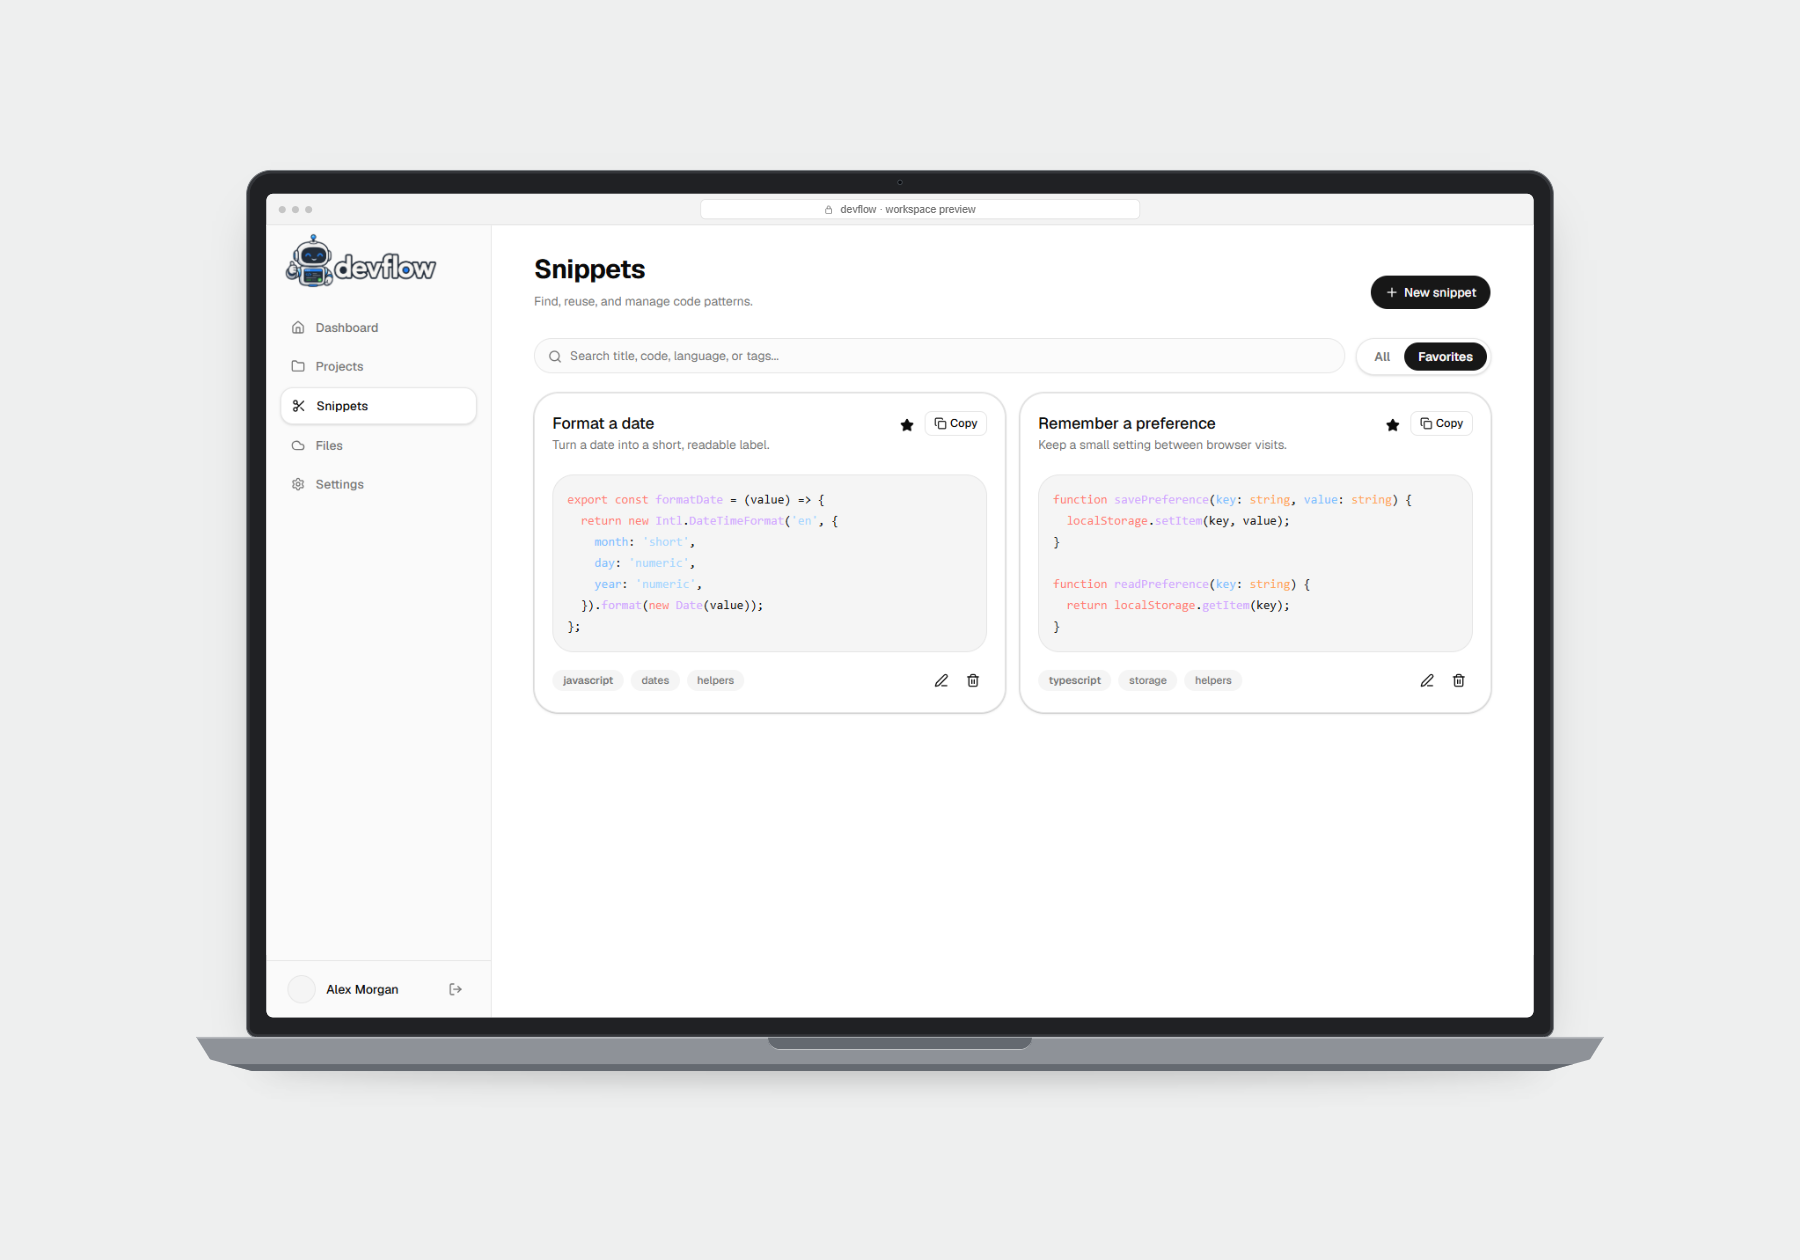 devflow · workspace preview
devflow
Dashboard
Projects
Snippets
Files
Settings
Alex Morgan
Snippets
Find, reuse, and manage code patterns.
+ New snippet
Search title, code, language, or tags...
All
Favorites
Format a date
Copy
Turn a date into a short, readable label.
export const formatDate = (value) => {
  return new Intl.DateTimeFormat('en', {
    month: 'short',
    day: 'numeric',
    year: 'numeric',
  }).format(new Date(value));
};
javascript
dates
helpers
Remember a preference
Copy
Keep a small setting between browser visits.
function savePreference(key: string, value: string) {
  localStorage.setItem(key, value);
}
function readPreference(key: string) {
  return localStorage.getItem(key);
}
typescript
storage
helpers